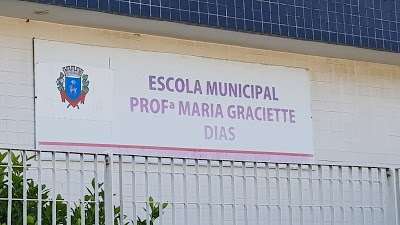 ESCOLA MUNICIPAL
PROFª MARIA GRACIETTE
DIAS